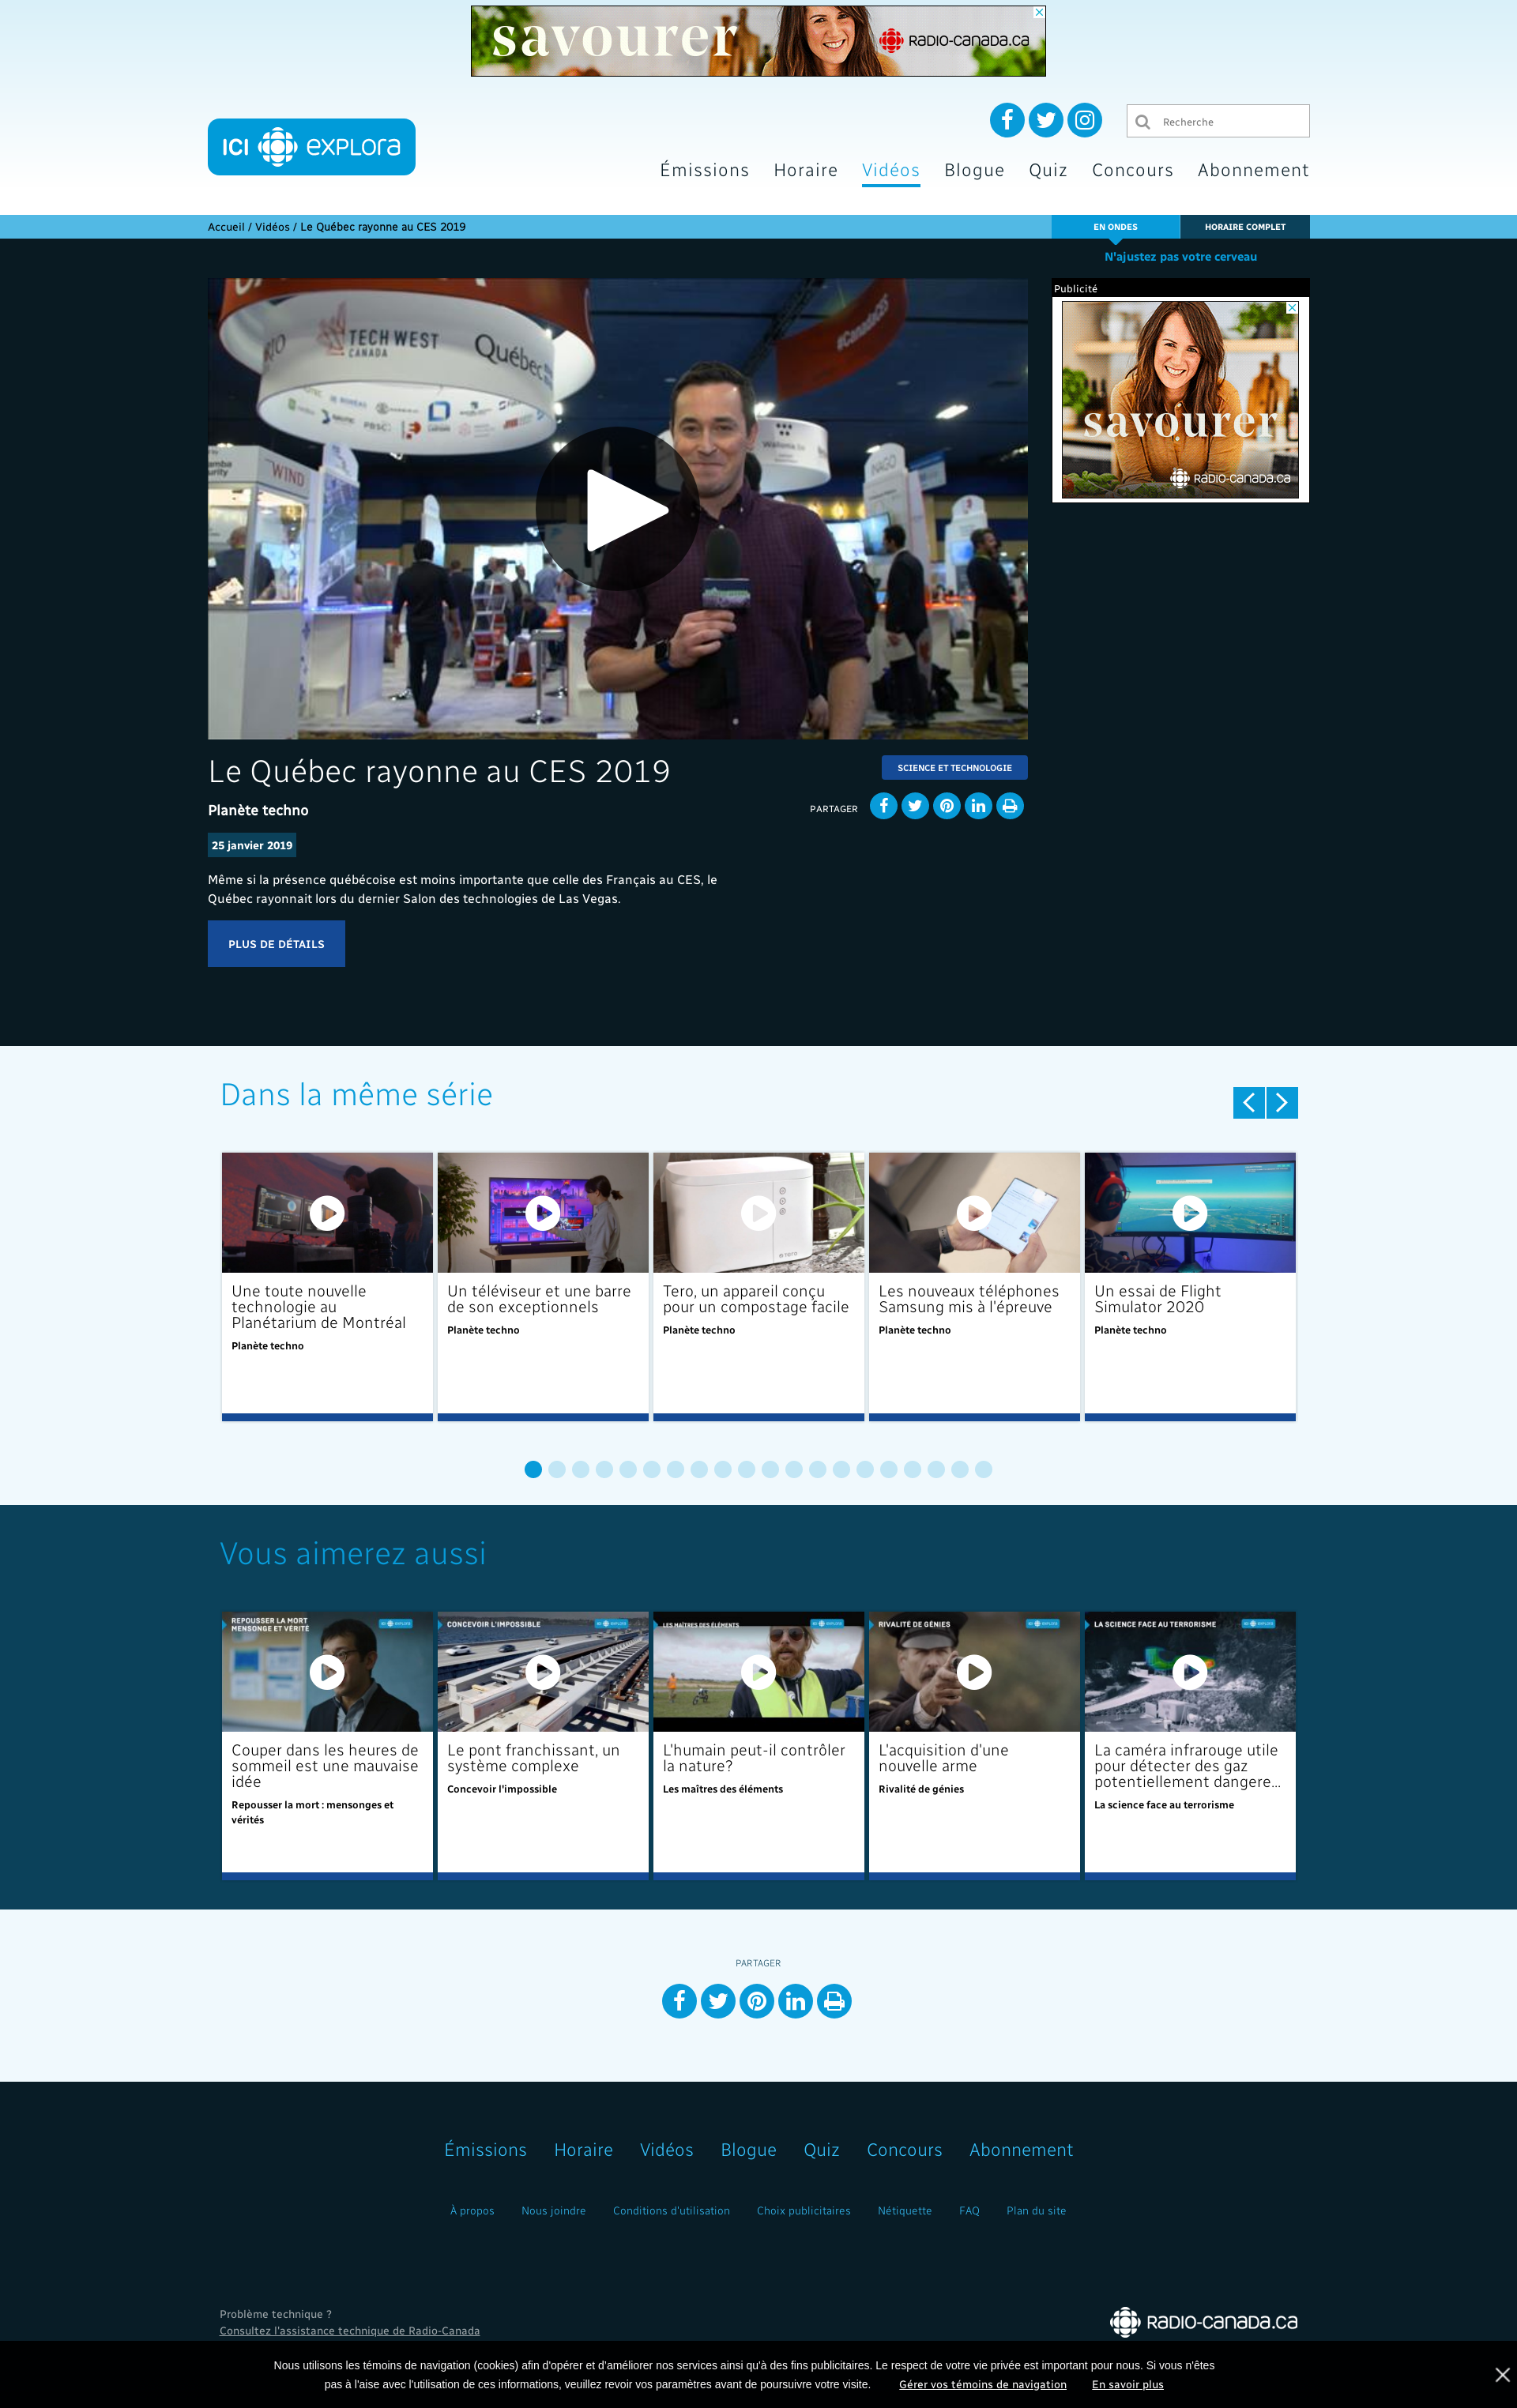 savourer
RADIO-CANADA.CA
ICI explora
Recherche
Émissions Horaire Vidéos Blogue Quiz Concours Abonnement
Accueil / Vidéos / Le Québec rayonne au CES 2019
EN ONDES
HORAIRE COMPLET
N'ajustez pas votre cerveau
TECH WEST
CANADA
Québec
#CanadaCES
WIND
Publicité
savourer
RADIO-CANADA.CA
Le Québec rayonne au CES 2019
SCIENCE ET TECHNOLOGIE
Planète techno
PARTAGER
25 janvier 2019
Même si la présence québécoise est moins importante que celle des Français au CES, le
Québec rayonnait lors du dernier Salon des technologies de Las Vegas.
PLUS DE DÉTAILS
Dans la même série
Une toute nouvelle
technologie au
Planétarium de Montréal
Planète techno
Un téléviseur et une barre
de son exceptionnels
Planète techno
Tero, un appareil conçu
pour un compostage facile
Planète techno
Les nouveaux téléphones
Samsung mis à l'épreuve
Planète techno
Un essai de Flight
Simulator 2020
Planète techno
Vous aimerez aussi
REPOUSSER LA MORT
MENSONGE ET VÉRITÉ
Couper dans les heures de
sommeil est une mauvaise
idée
Repousser la mort : mensonges et
vérités
CONCEVOIR L'IMPOSSIBLE
Le pont franchissant, un
système complexe
Concevoir l'impossible
LES MAÎTRES DES ÉLÉMENTS
L'humain peut-il contrôler
la nature?
Les maîtres des éléments
RIVALITÉ DE GÉNIES
L'acquisition d'une
nouvelle arme
Rivalité de génies
LA SCIENCE FACE AU TERRORISME
La caméra infrarouge utile
pour détecter des gaz
potentiellement dangere...
La science face au terrorisme
PARTAGER
Émissions Horaire Vidéos Blogue Quiz Concours Abonnement
À propos Nous joindre Conditions d'utilisation Choix publicitaires Nétiquette FAQ Plan du site
Problème technique ?
Consultez l'assistance technique de Radio-Canada
RADIO-CANADA.CA
Nous utilisons les témoins de navigation (cookies) afin d'opérer et d'améliorer nos services ainsi qu'à des fins publicitaires. Le respect de votre vie privée est important pour nous. Si vous n'êtes
pas à l'aise avec l'utilisation de ces informations, veuillez revoir vos paramètres avant de poursuivre votre visite. Gérer vos témoins de navigation En savoir plus